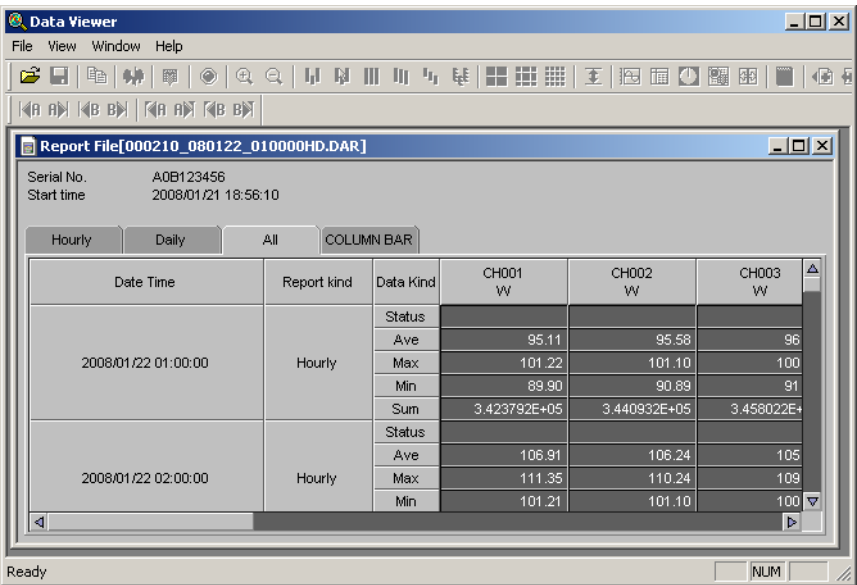 Data Viewer
File View Window Help
A A B B A A B B
Report File[000210_080122_010000HD.DAR]
Serial No. A0B123456
Start time 2008/01/21 18:56:10
Hourly Daily All COLUMN BAR
Date Time Report kind Data Kind CH001 CH002 CH003
W W W
Status
Ave 95.11 95.58 96
2008/01/22 01:00:00 Hourly Max 101.22 101.10 100
Min 89.90 90.89 91
Sum 3.423792E+05 3.440932E+05 3.458022E+
Status
Ave 106.91 106.24 105
2008/01/22 02:00:00 Hourly Max 111.35 110.24 109
Min 101.21 101.10 100
Ready NUM